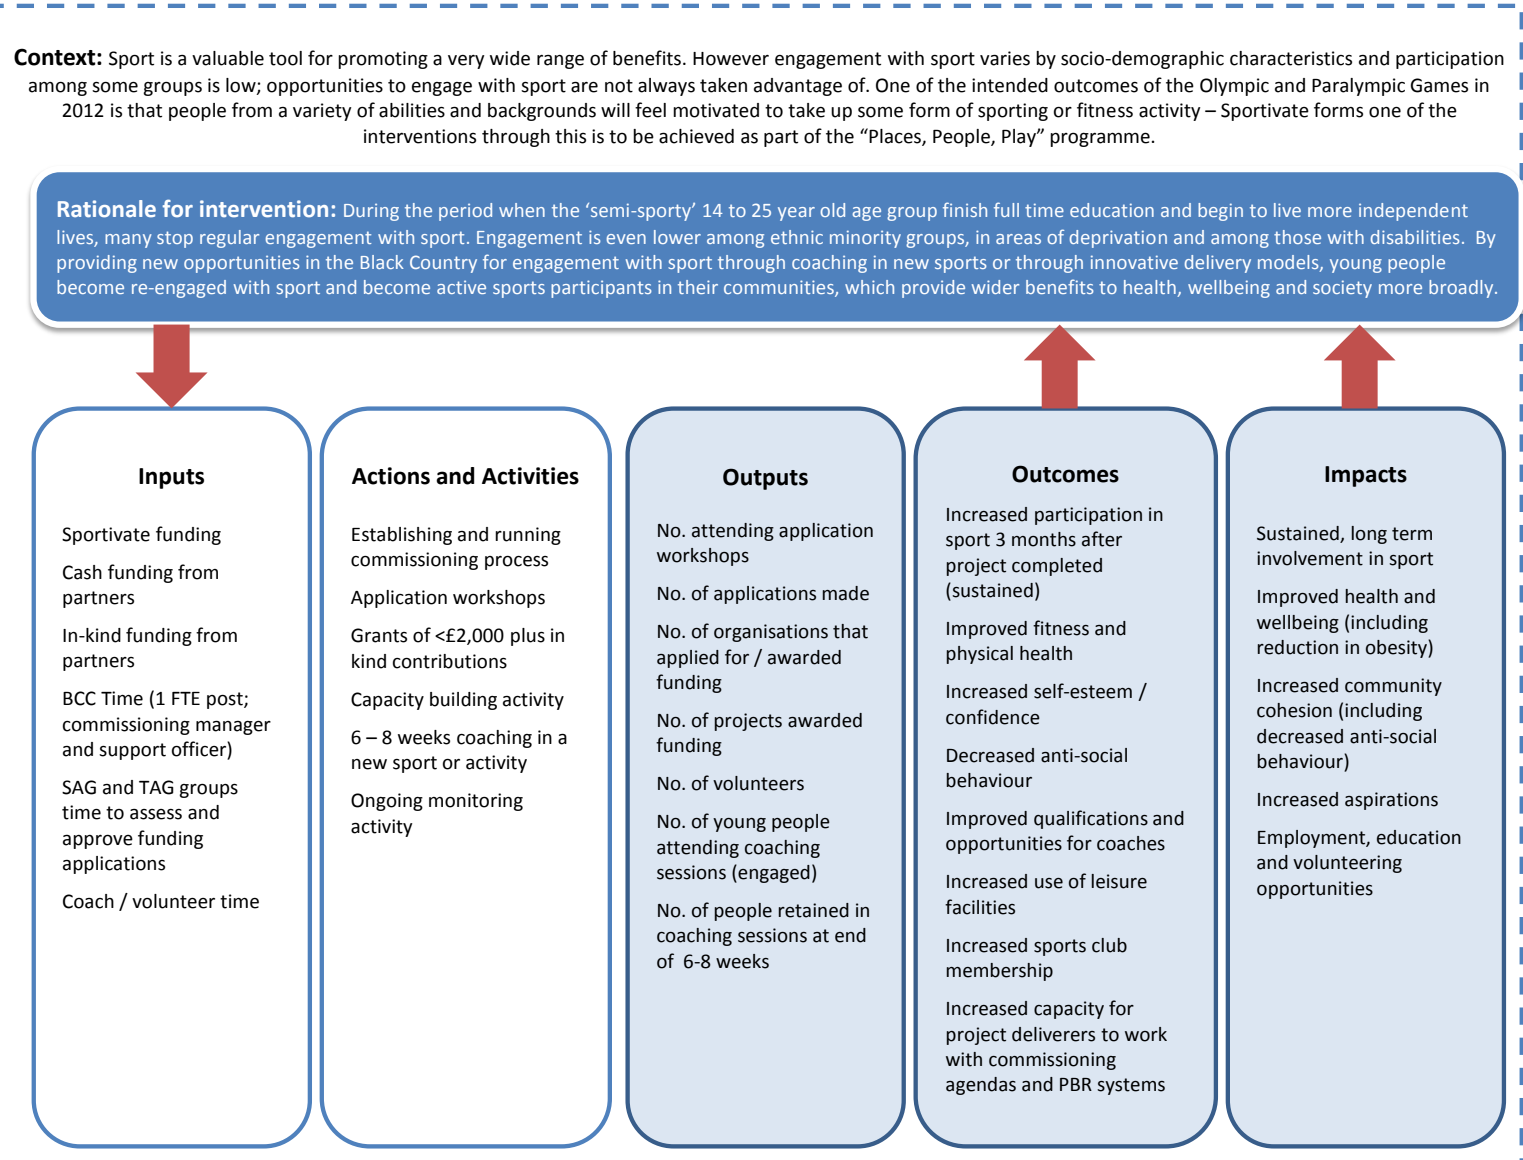 Context: Sport is a valuable tool for promoting a very wide range of benefits. However engagement with sport varies by socio-demographic characteristics and participation
among some groups is low; opportunities to engage with sport are not always taken advantage of. One of the intended outcomes of the Olympic and Paralympic Games in
2012 is that people from a variety of abilities and backgrounds will feel motivated to take up some form of sporting or fitness activity – Sportivate forms one of the
interventions through this is to be achieved as part of the “Places, People, Play” programme.
Rationale for intervention: During the period when the ‘semi-sporty’ 14 to 25 year old age group finish full time education and begin to live more independent
lives, many stop regular engagement with sport. Engagement is even lower among ethnic minority groups, in areas of deprivation and among those with disabilities. By
providing new opportunities in the Black Country for engagement with sport through coaching in new sports or through innovative delivery models, young people
become re-engaged with sport and become active sports participants in their communities, which provide wider benefits to health, wellbeing and society more broadly.
Inputs
Sportivate funding
Cash funding from
partners
In-kind funding from
partners
BCC Time (1 FTE post;
commissioning manager
and support officer)
SAG and TAG groups
time to assess and
approve funding
applications
Coach / volunteer time
Actions and Activities
Establishing and running
commissioning process
Application workshops
Grants of <£2,000 plus in
kind contributions
Capacity building activity
6 – 8 weeks coaching in a
new sport or activity
Ongoing monitoring
activity
Outputs
No. attending application
workshops
No. of applications made
No. of organisations that
applied for / awarded
funding
No. of projects awarded
funding
No. of volunteers
No. of young people
attending coaching
sessions (engaged)
No. of people retained in
coaching sessions at end
of 6-8 weeks
Outcomes
Increased participation in
sport 3 months after
project completed
(sustained)
Improved fitness and
physical health
Increased self-esteem /
confidence
Decreased anti-social
behaviour
Improved qualifications and
opportunities for coaches
Increased use of leisure
facilities
Increased sports club
membership
Increased capacity for
project deliverers to work
with commissioning
agendas and PBR systems
Impacts
Sustained, long term
involvement in sport
Improved health and
wellbeing (including
reduction in obesity)
Increased community
cohesion (including
decreased anti-social
behaviour)
Increased aspirations
Employment, education
and volunteering
opportunities